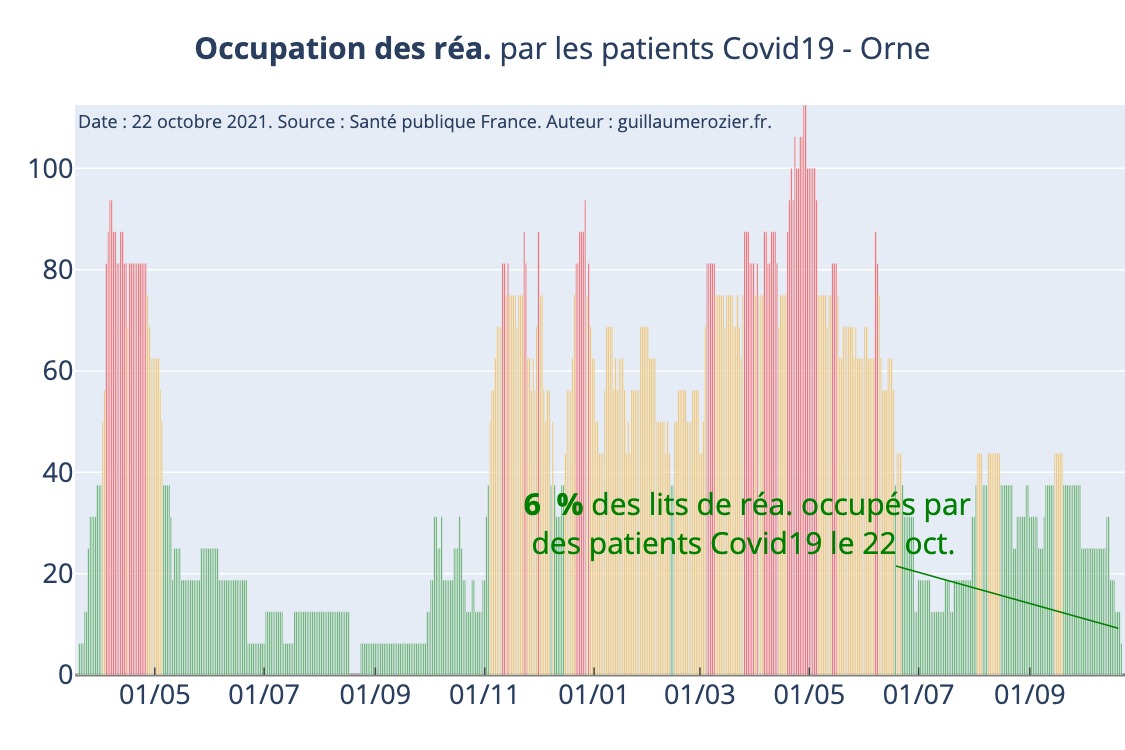 Occupation des réa. par les patients Covid19 - Orne
Date : 22 octobre 2021. Source : Santé publique France. Auteur : guillaumerozier.fr.
100
80
60
40
20
0
6 % des lits de réa. occupés par
des patients Covid19 le 22 oct.
01/05 01/07 01/09 01/11 01/01 01/03 01/05 01/07 01/09